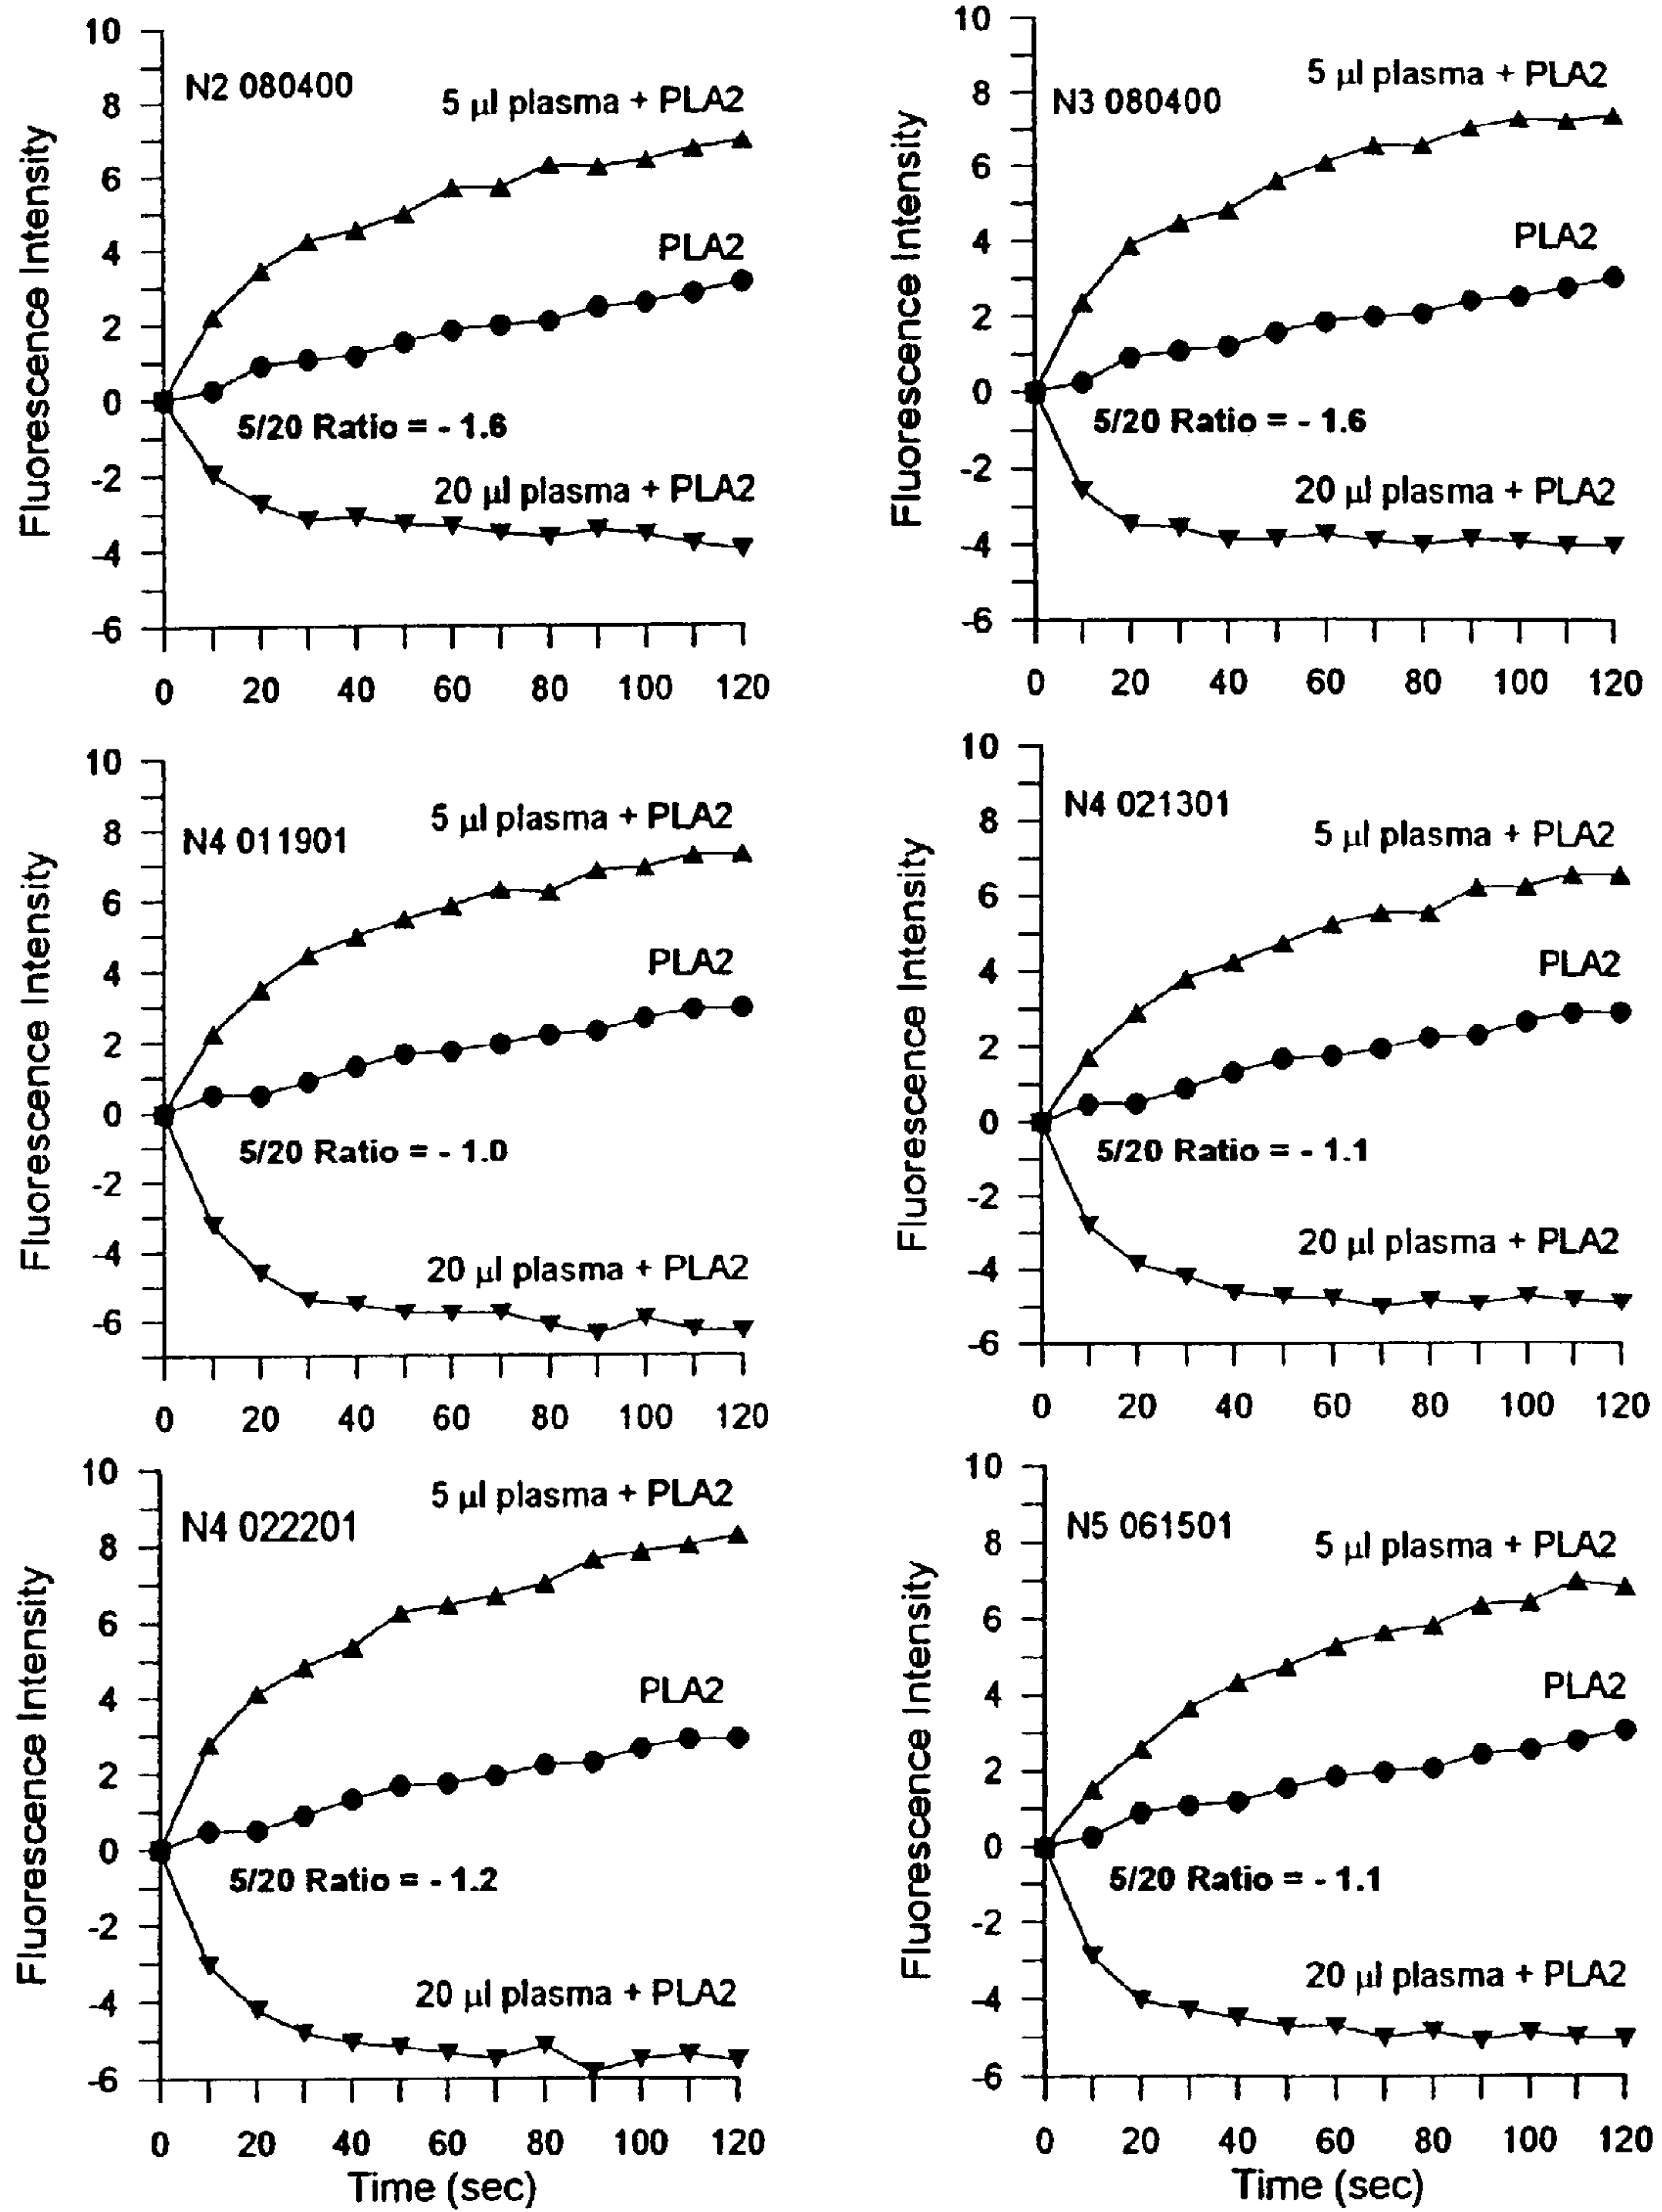 10
8
6
4
2
0
-2
-4
-6
Fluorescence Intensity
N2 080400
5 µl plasma + PLA2
PLA2
5/20 Ratio = - 1.6
20 µl plasma + PLA2
0 20 40 60 80 100 120
10
8
6
4
2
0
-2
-4
-6
Fluorescence Intensity
N3 080400
5 µl plasma + PLA2
PLA2
5/20 Ratio = - 1.6
20 µl plasma + PLA2
0 20 40 60 80 100 120
10
8
6
4
2
0
-2
-4
-6
Fluorescence Intensity
N4 011901
5 µl plasma + PLA2
PLA2
5/20 Ratio = - 1.0
20 µl plasma + PLA2
0 20 40 60 80 100 120
10
8
6
4
2
0
-2
-4
-6
Fluorescence Intensity
N4 021301
5 µl plasma + PLA2
PLA2
5/20 Ratio = - 1.1
20 µl plasma + PLA2
0 20 40 60 80 100 120
10
8
6
4
2
0
-2
-4
-6
Fluorescence Intensity
N4 022201
5 µl plasma + PLA2
PLA2
5/20 Ratio = - 1.2
20 µl plasma + PLA2
0 20 40 60 80 100 120
Time (sec)
10
8
6
4
2
0
-2
-4
-6
Fluorescence Intensity
N5 061501
5 µl plasma + PLA2
PLA2
5/20 Ratio = - 1.1
20 µl plasma + PLA2
0 20 40 60 80 100 120
Time (sec)